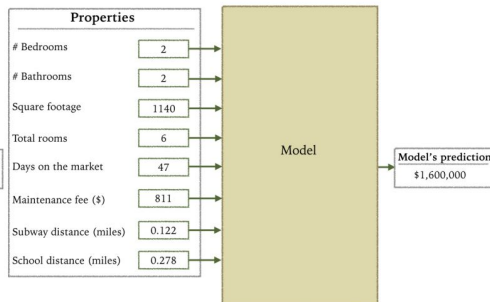 Properties
# Bedrooms 2
# Bathrooms 2
Square footage 1140
Total rooms 6
Days on the market 47
Maintenance fee ($) 811
Subway distance (miles) 0.122
School distance (miles) 0.278
Model
Model's prediction
$1,600,000